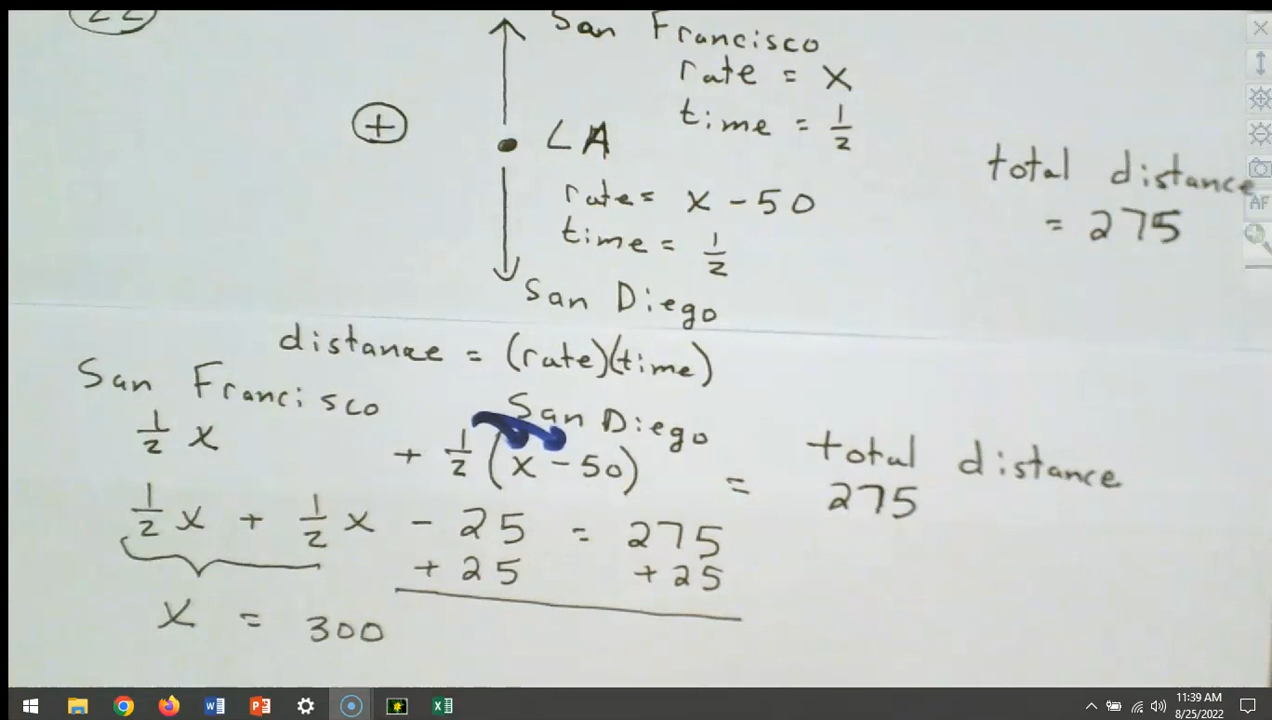 22
San Francisco
rate = x
time = 1/2
+
LA
rate = x - 50
time = 1/2
San Diego
total distance
= 275
distance = (rate)(time)
San Francisco
San Diego
1/2 x + 1/2 (x - 50) = total distance
275
1/2 x + 1/2 x - 25 = 275
+ 25 + 25
x = 300
AF
11:39 AM
8/25/2022